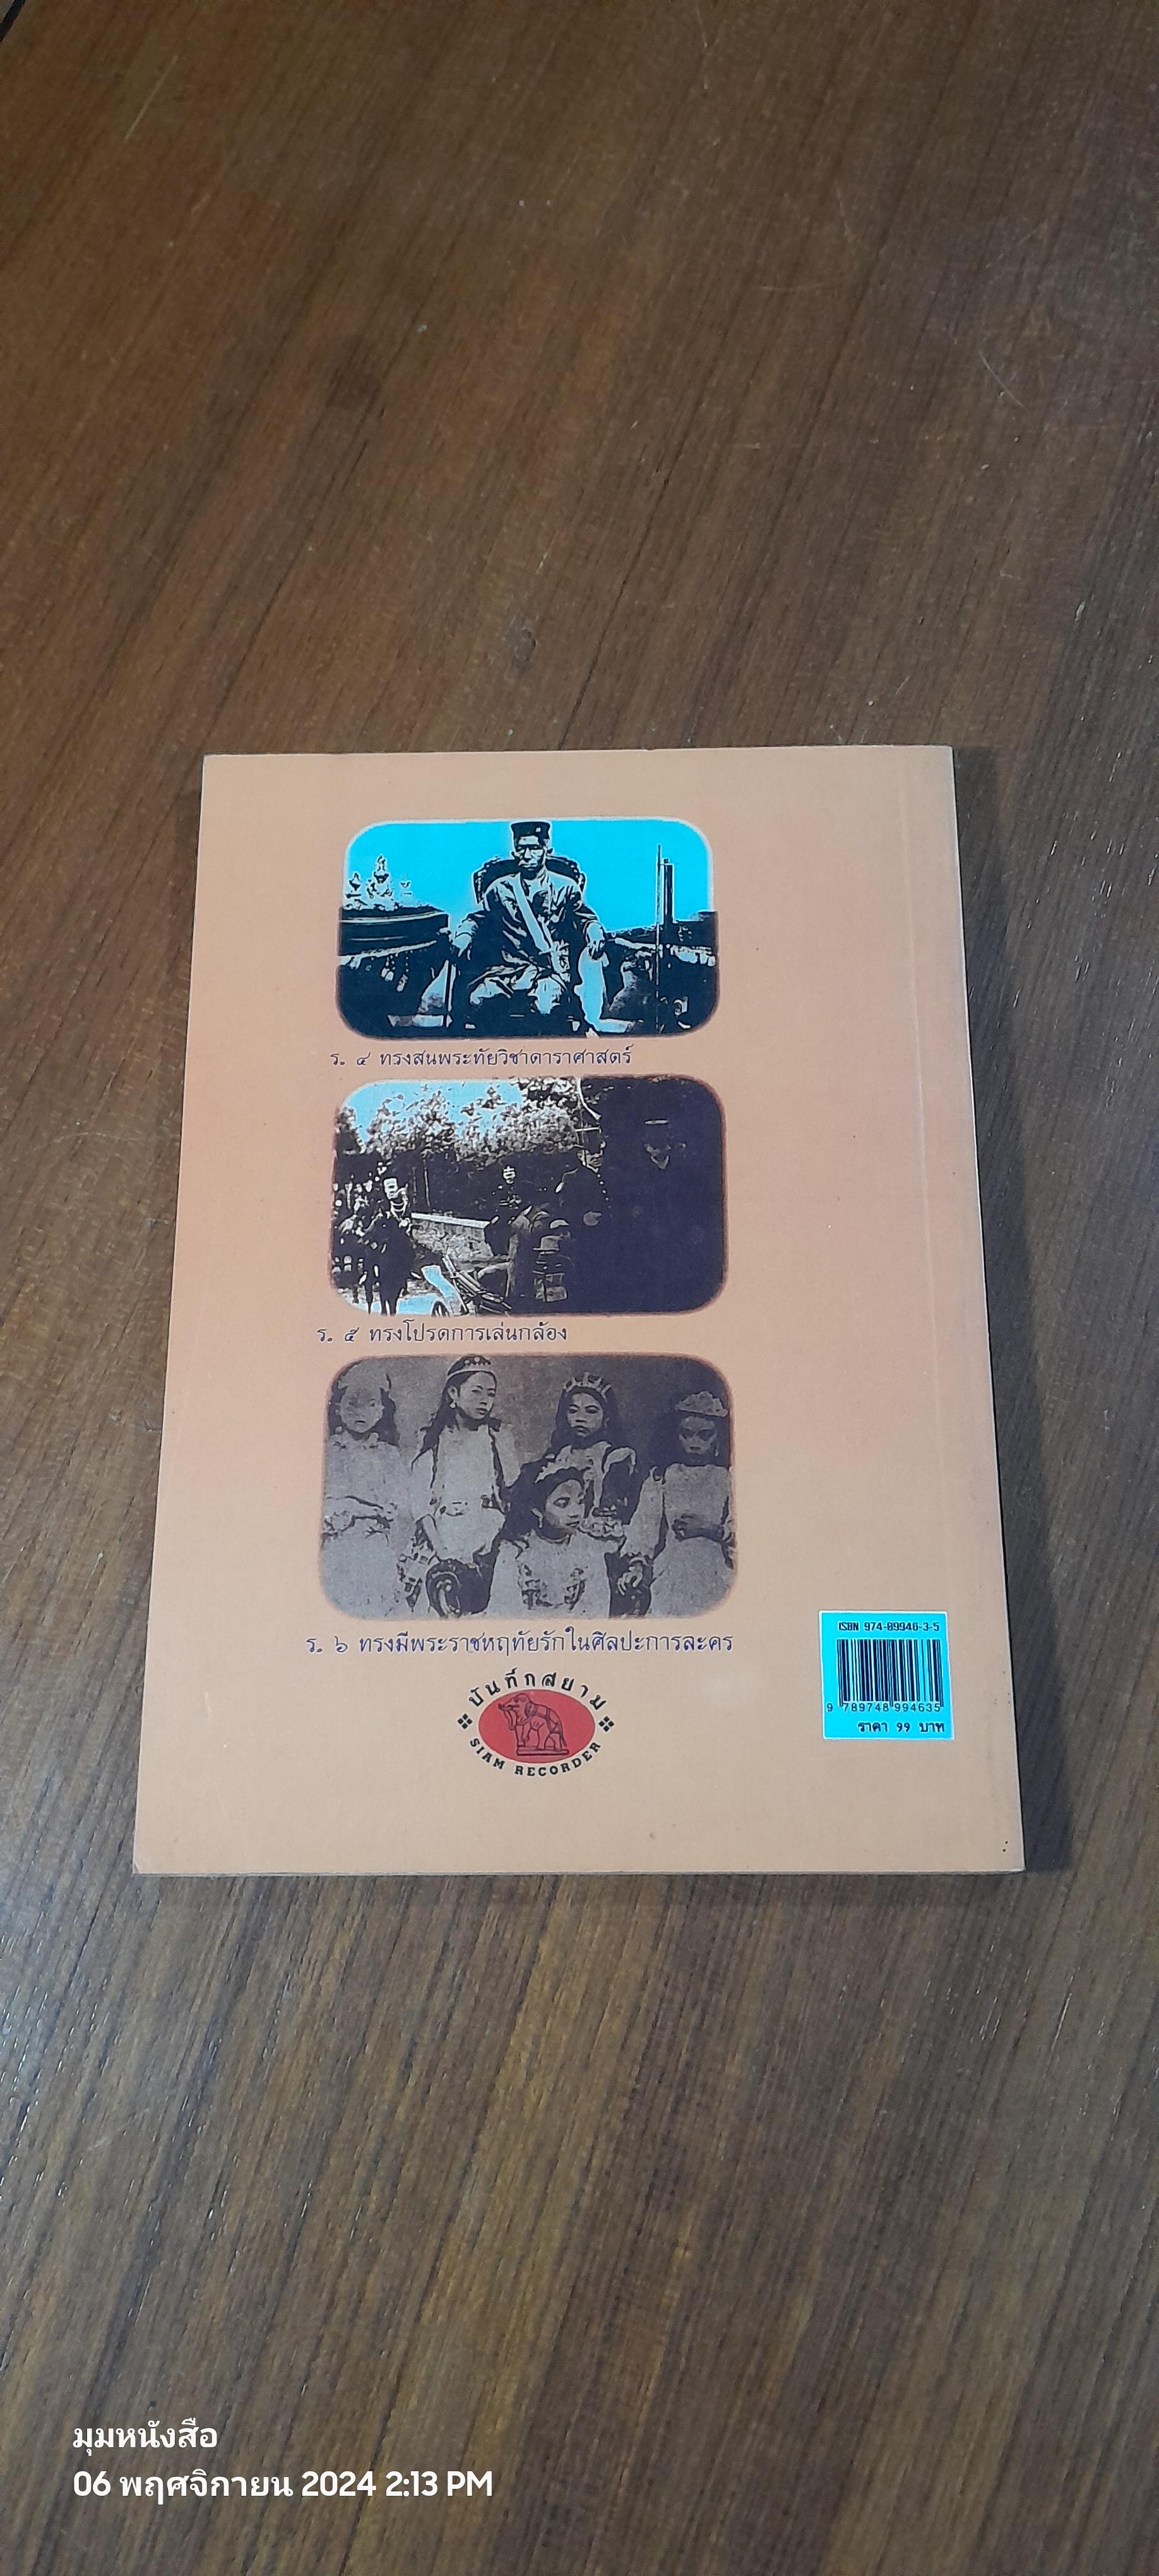 ร. ๔ ทรงสนพระทัยวิชาดาราศาสตร์
ร. ๕ ทรงโปรดการเล่นกล้อง
ร. ๖ ทรงมีพระราชหฤทัยรักในศิลปะการละคร
บันทึกสยาม
SIAM RECORDER
ISBN 974-89946-3-5
9 789748 994635
ราคา 99 บาท
มุมหนังสือ
06 พฤศจิกายน 2024 2:13 PM